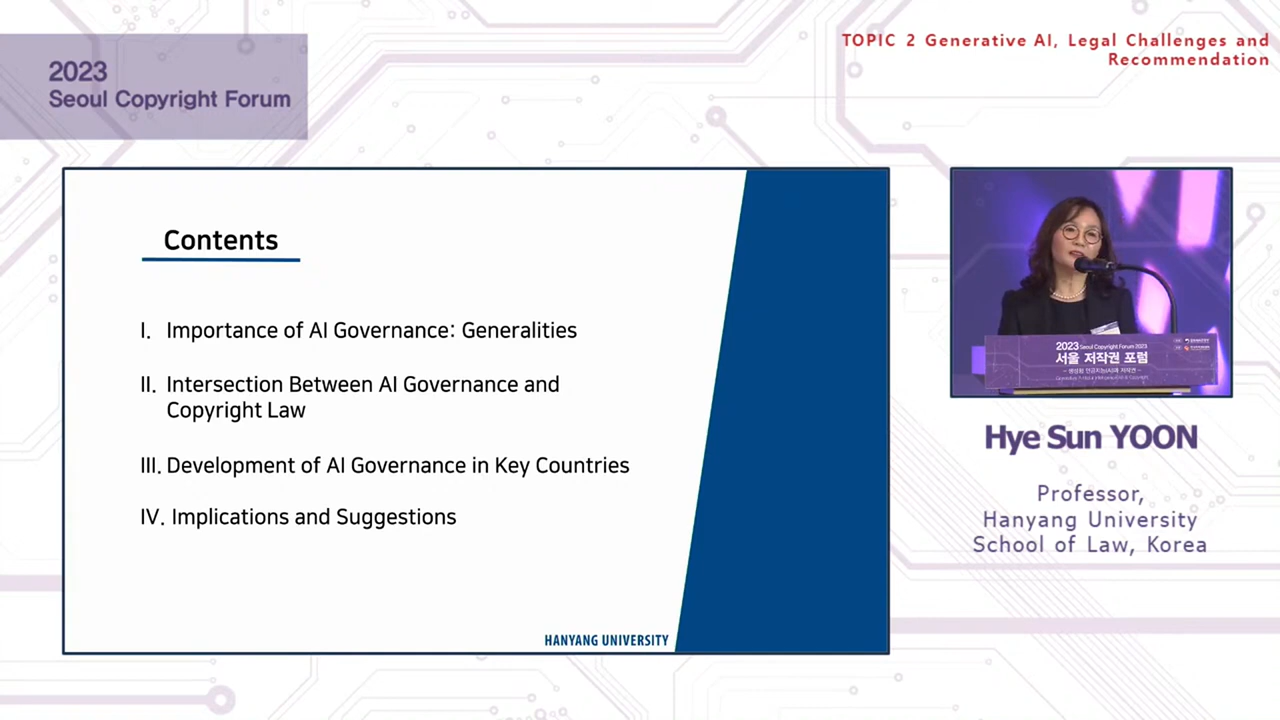 2023
Seoul Copyright Forum
TOPIC 2 Generative AI, Legal Challenges and
Recommendation
Contents
I. Importance of AI Governance: Generalities
II. Intersection Between AI Governance and
Copyright Law
III. Development of AI Governance in Key Countries
IV. Implications and Suggestions
HANYANG UNIVERSITY
2023 Seoul Copyright Forum 2023
서울 저작권 포럼
Hye Sun YOON
Professor,
Hanyang University
School of Law, Korea